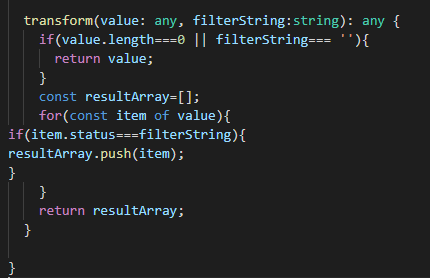 transform(value: any, filterString:string): any {
if(value.length===0 || filterString=== ''){
return value;
}
const resultArray=[];
for(const item of value){
if(item.status===filterString){
resultArray.push(item);
}
}
return resultArray;
}
}